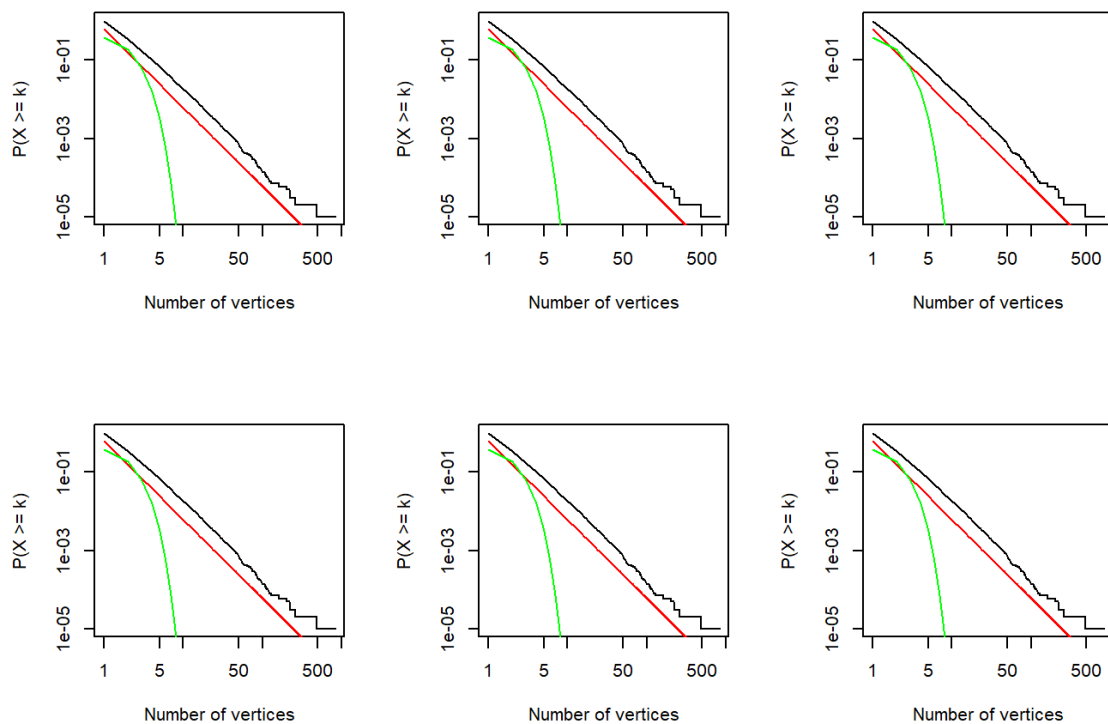 P(X >= k)
1e-01
1e-03
1e-05
1 5 50 500
Number of vertices
P(X >= k)
1e-01
1e-03
1e-05
1 5 50 500
Number of vertices
P(X >= k)
1e-01
1e-03
1e-05
1 5 50 500
Number of vertices
P(X >= k)
1e-01
1e-03
1e-05
1 5 50 500
Number of vertices
P(X >= k)
1e-01
1e-03
1e-05
1 5 50 500
Number of vertices
P(X >= k)
1e-01
1e-03
1e-05
1 5 50 500
Number of vertices